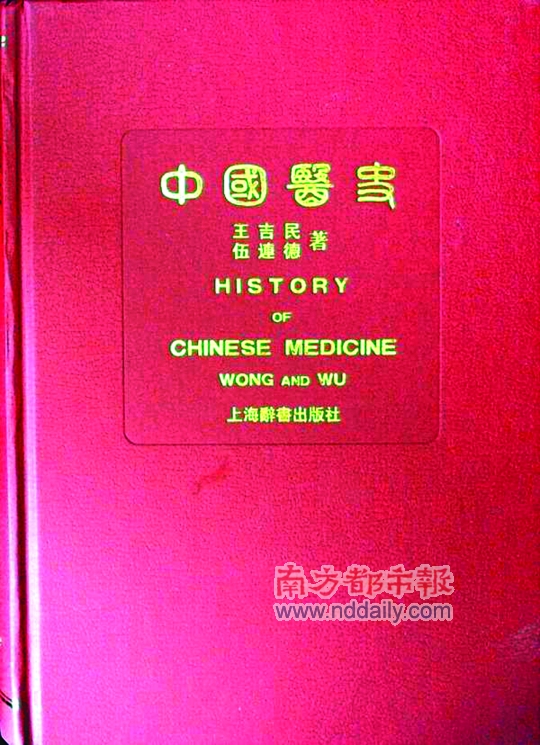 中國醫史
王吉民
伍連德 著
HISTORY
OF
CHINESE MEDICINE
WONG AND WU
上海辭書出版社
南方都市報
www.nddaily.com